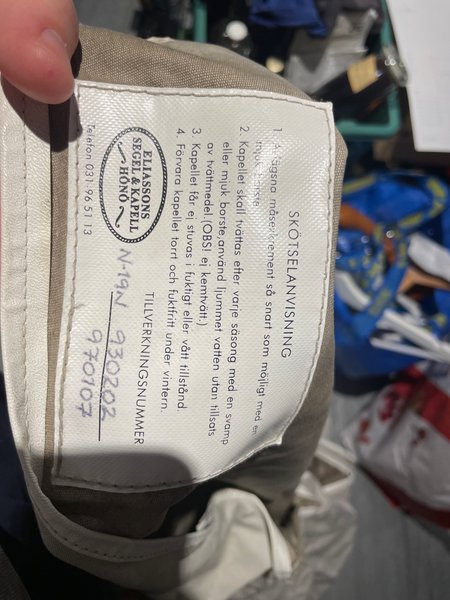 SKÖTSELANVISNING
1. Avlägsna måsexkrement så snart som möjligt med en
mjuk borste.
2. Kapellet skall tvättas efter varje säsong med en svamp
eller mjuk borste.använd ljummet vatten utan tillsats
av tvättmedel.(OBS! ej kemtvätt.)
3. Kapellet får ej stuvas i fuktigt eller vått tillstånd.
4. Förvara kapellet torrt och fuktfritt under vintern.
TILLVERKNINGSNUMMER
ELIASSONS
SEGEL & KAPELL
HÖNÖ
N-19N 930202
970107
Telefon 031 96 51 13